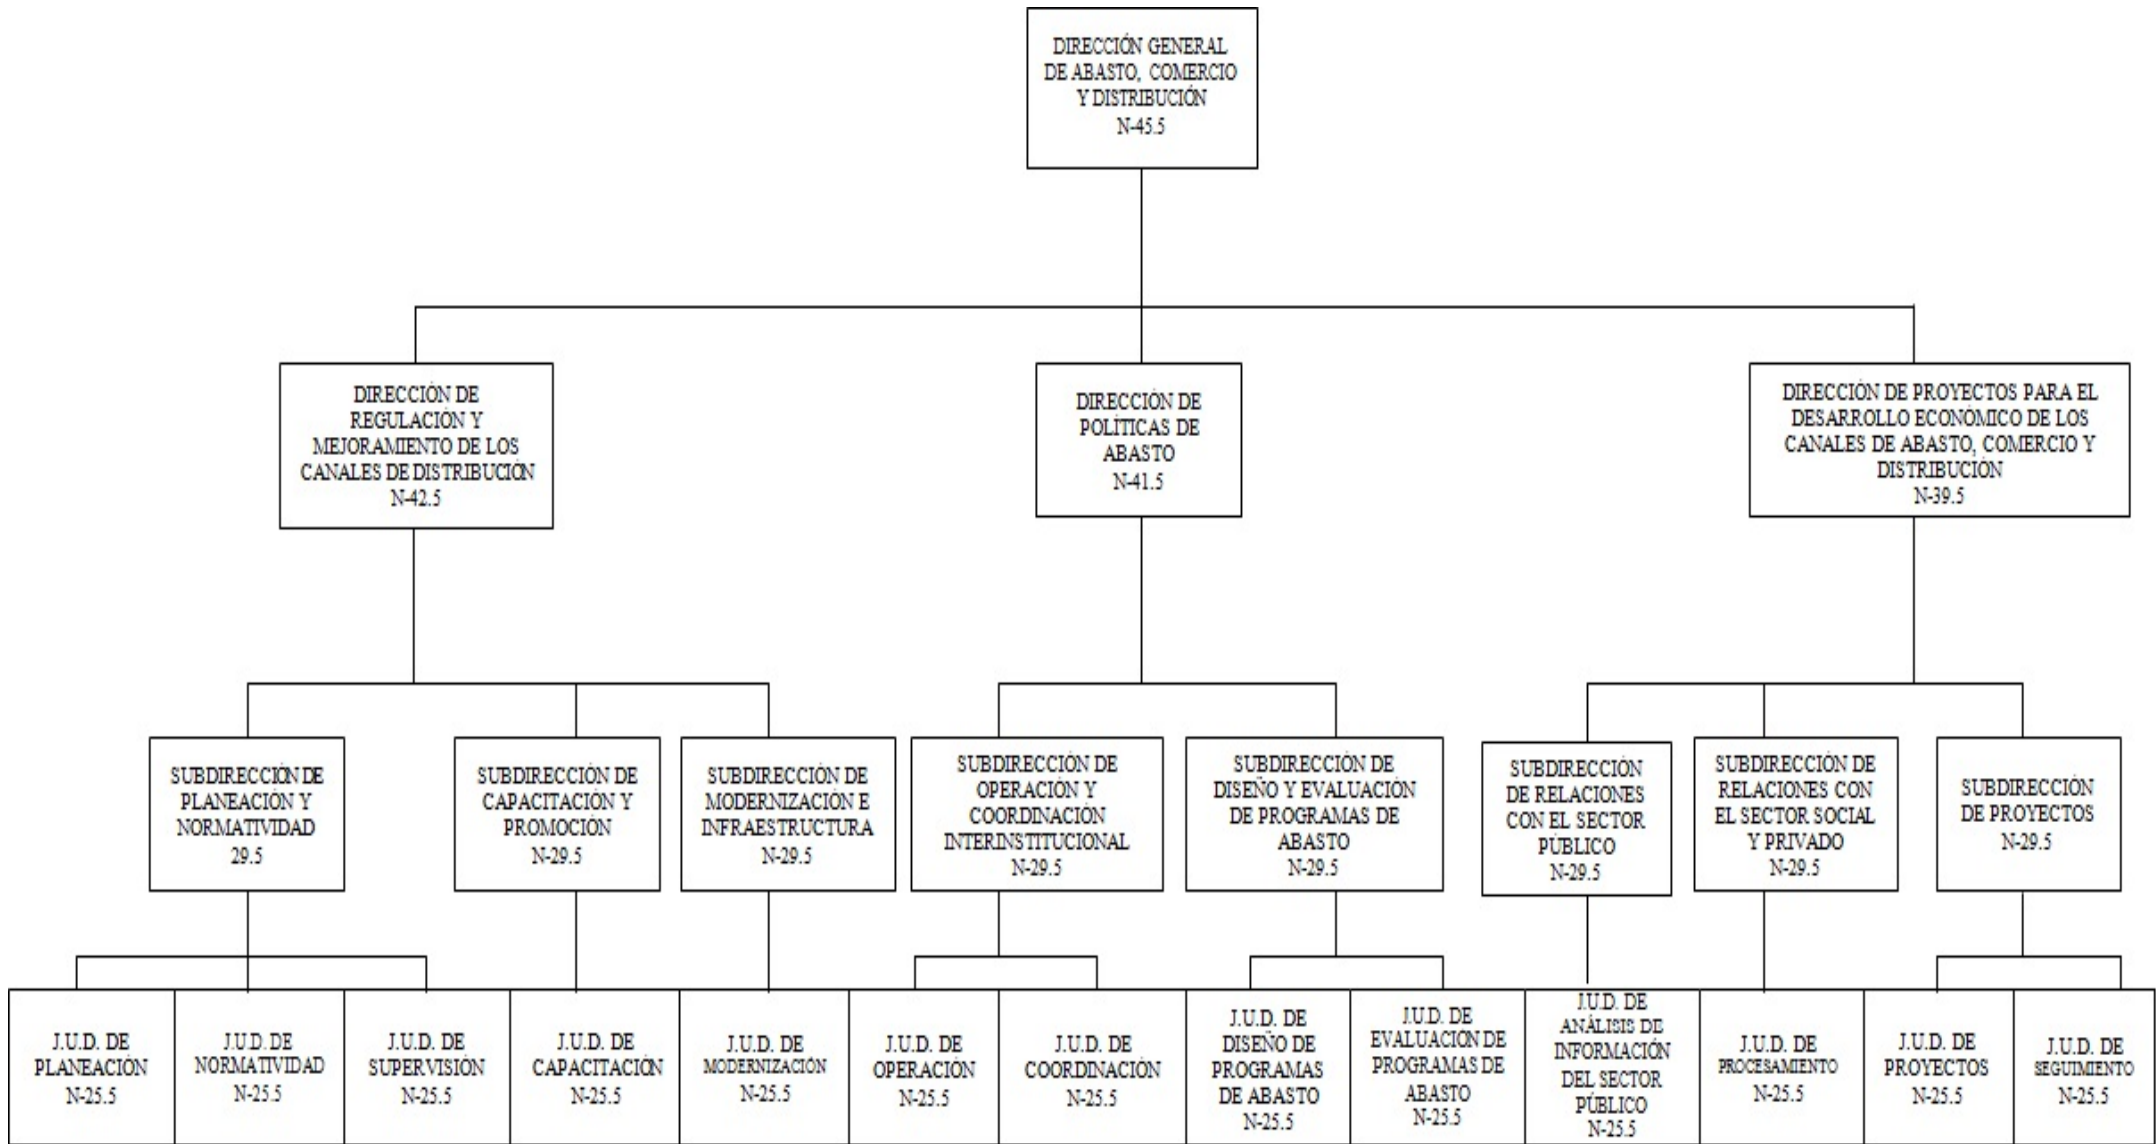 DIRECCIÓN GENERAL
DE ABASTO, COMERCIO
Y DISTRIBUCIÓN
N-45.5
DIRECCIÓN DE
REGULACIÓN Y
MEJORAMIENTO DE LOS
CANALES DE DISTRIBUCIÓN
N-42.5
DIRECCIÓN DE
POLÍTICAS DE
ABASTO
N-41.5
DIRECCIÓN DE PROYECTOS PARA EL
DESARROLLO ECONÓMICO DE LOS
CANALES DE ABASTO, COMERCIO Y
DISTRIBUCIÓN
N-39.5
SUBDIRECCIÓN DE
PLANEACIÓN Y
NORMATIVIDAD
29.5
SUBDIRECCIÓN DE
CAPACITACIÓN Y
PROMOCIÓN
N-29.5
SUBDIRECCIÓN DE
MODERNIZACIÓN E
INFRAESTRUCTURA
N-29.5
SUBDIRECCIÓN DE
OPERACIÓN Y
COORDINACIÓN
INTERINSTITUCIONAL
N-29.5
SUBDIRECCIÓN DE
DISEÑO Y EVALUACIÓN
DE PROGRAMAS DE
ABASTO
N-29.5
SUBDIRECCIÓN
DE RELACIONES
CON EL SECTOR
PÚBLICO
N-29.5
SUBDIRECCIÓN DE
RELACIONES CON
EL SECTOR SOCIAL
Y PRIVADO
N-29.5
SUBDIRECCIÓN
DE PROYECTOS
N-29.5
J.U.D. DE
PLANEACIÓN
N-25.5
J.U.D. DE
NORMATIVIDAD
N-25.5
J.U.D. DE
SUPERVISIÓN
N-25.5
J.U.D. DE
CAPACITACIÓN
N-25.5
J.U.D. DE
MODERNIZACIÓN
N-25.5
J.U.D. DE
OPERACIÓN
N-25.5
J.U.D. DE
COORDINACIÓN
N-25.5
J.U.D. DE
DISEÑO DE
PROGRAMAS
DE ABASTO
N-25.5
J.U.D. DE
EVALUACIÓN DE
PROGRAMAS DE
ABASTO
N-25.5
J.U.D. DE
ANÁLISIS DE
INFORMACIÓN
DEL SECTOR
PÚBLICO
N-25.5
J.U.D. DE
PROCESAMIENTO
N-25.5
J.U.D. DE
PROYECTOS
N-25.5
J.U.D. DE
SEGUIMIENTO
N-25.5